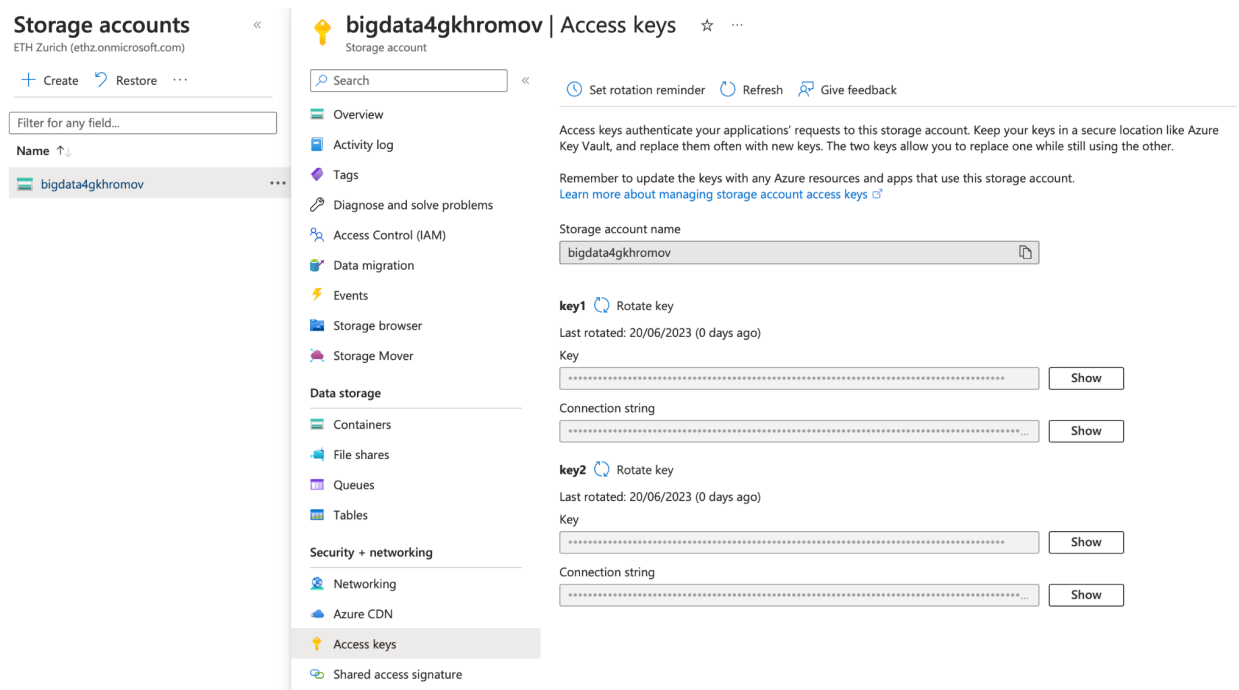 Storage accounts
ETH Zurich (ethz.onmicrosoft.com)
Create Restore ...
Filter for any field...
Name
bigdata4gkhromov ...
bigdata4gkhromov | Access keys ...
Storage account
Search
Overview
Activity log
Tags
Diagnose and solve problems
Access Control (IAM)
Data migration
Events
Storage browser
Storage Mover
Data storage
Containers
File shares
Queues
Tables
Security + networking
Networking
Azure CDN
Access keys
Shared access signature
Set rotation reminder Refresh Give feedback
Access keys authenticate your applications' requests to this storage account. Keep your keys in a secure location like Azure
Key Vault, and replace them often with new keys. The two keys allow you to replace one while still using the other.
Remember to update the keys with any Azure resources and apps that use this storage account.
Learn more about managing storage account access keys
Storage account name
bigdata4gkhromov
key1 Rotate key
Last rotated: 20/06/2023 (0 days ago)
Key
Show
Connection string
Show
key2 Rotate key
Last rotated: 20/06/2023 (0 days ago)
Key
Show
Connection string
Show